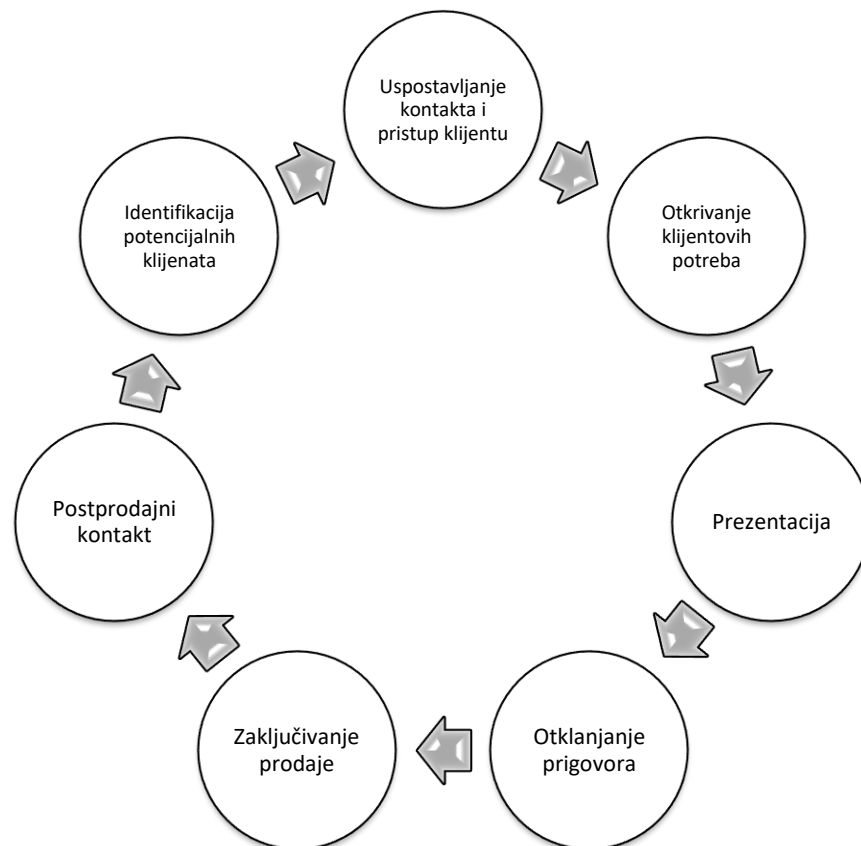 Uspostavljanje
kontakta i
pristup klijentu
Otkrivanje
klijentovih
potreba
Prezentacija
Otklanjanje
prigovora
Zaključivanje
prodaje
Postprodajni
kontakt
Identifikacija
potencijalnih
klijenata